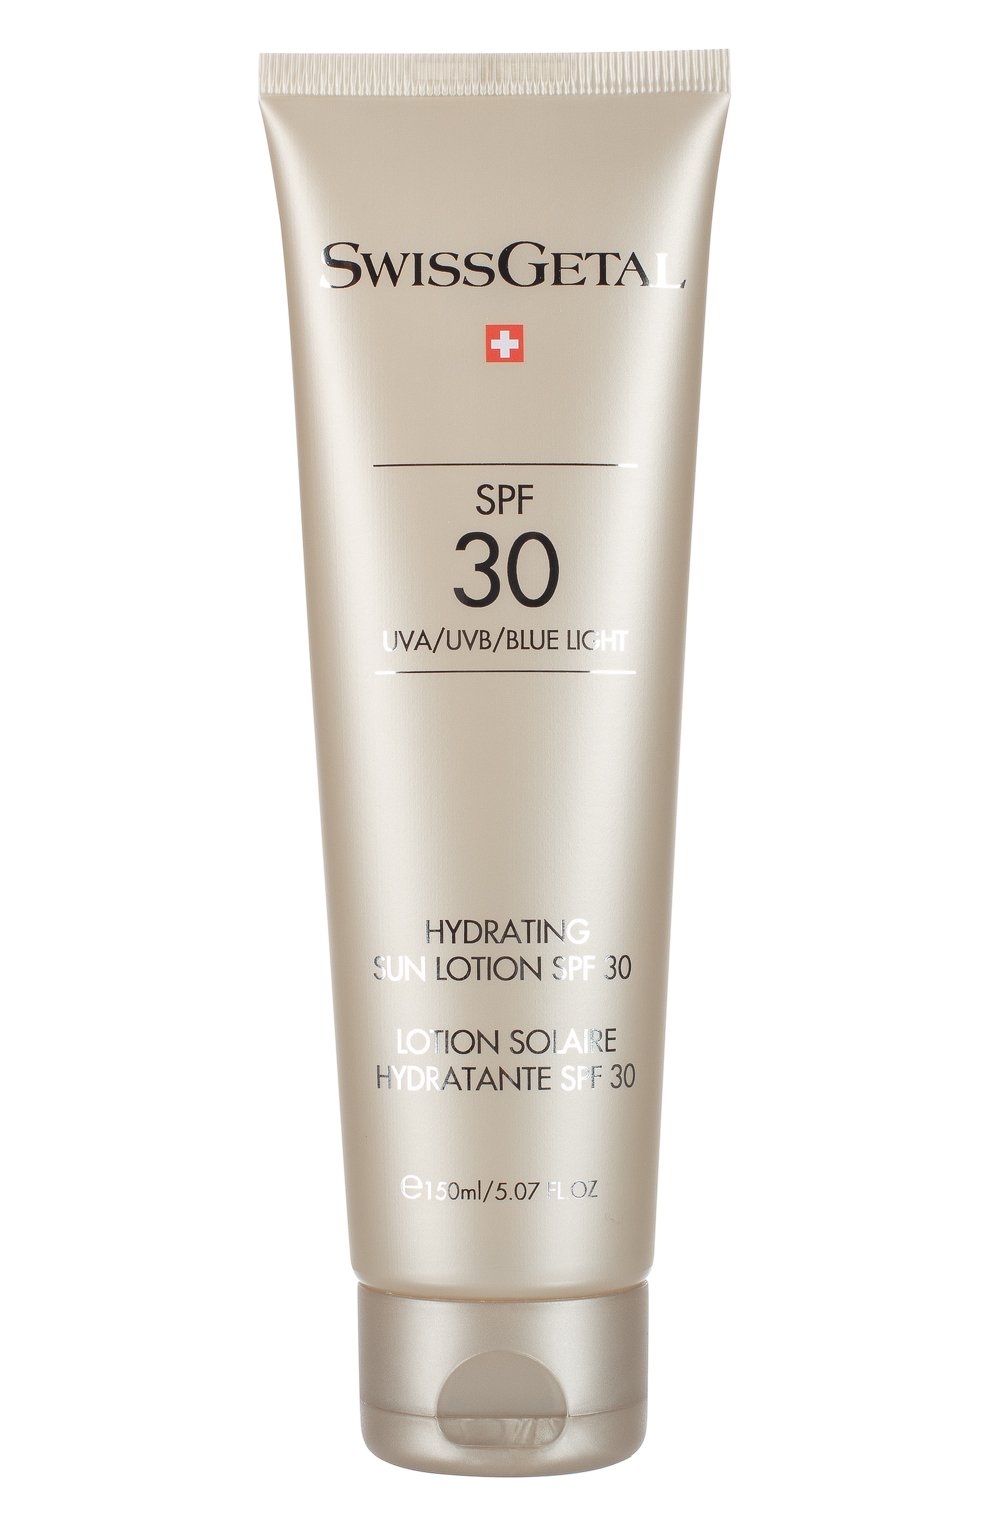 SWISSGETAL
SPF
30
UVA/UVB/BLUE LIGHT
HYDRATING
SUN LOTION SPF 30
LOTION SOLAIRE
HYDRATANTE SPF 30
℮150ml/5.07 FL.OZ